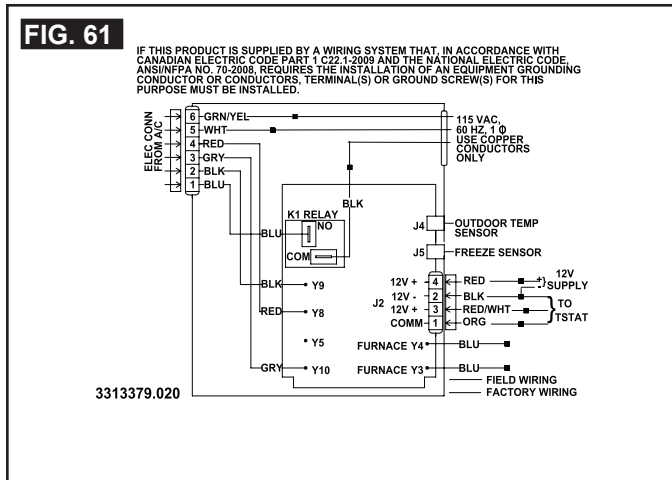 FIG. 61
IF THIS PRODUCT IS SUPPLIED BY A WIRING SYSTEM THAT, IN ACCORDANCE WITH
CANADIAN ELECTRIC CODE PART 1 C22.1-2009 AND THE NATIONAL ELECTRIC CODE,
ANSI/NFPA NO. 70-2008, REQUIRES THE INSTALLATION OF AN EQUIPMENT GROUNDING
CONDUCTOR OR CONDUCTORS, TERMINAL(S) OR GROUND SCREW(S) FOR THIS
PURPOSE MUST BE INSTALLED.
ELEC CONN
FROM A/C
6 GRN/YEL
5 WHT
4 RED
3 GRY
2 BLK
1 BLU
115 VAC,
60 HZ, 1 Φ
USE COPPER
CONDUCTORS
ONLY
BLK
K1 RELAY
NO
BLU
COM
J4
OUTDOOR TEMP
SENSOR
J5
FREEZE SENSOR
BLK Y9
RED Y8
Y5
GRY Y10
J2
12V + 4 RED
12V - 2 BLK
12V + 3 RED/WHT
COMM 1 ORG
+} 12V
- SUPPLY
} TO
TSTAT
FURNACE Y4 BLU
FURNACE Y3 BLU
FIELD WIRING
FACTORY WIRING
3313379.020